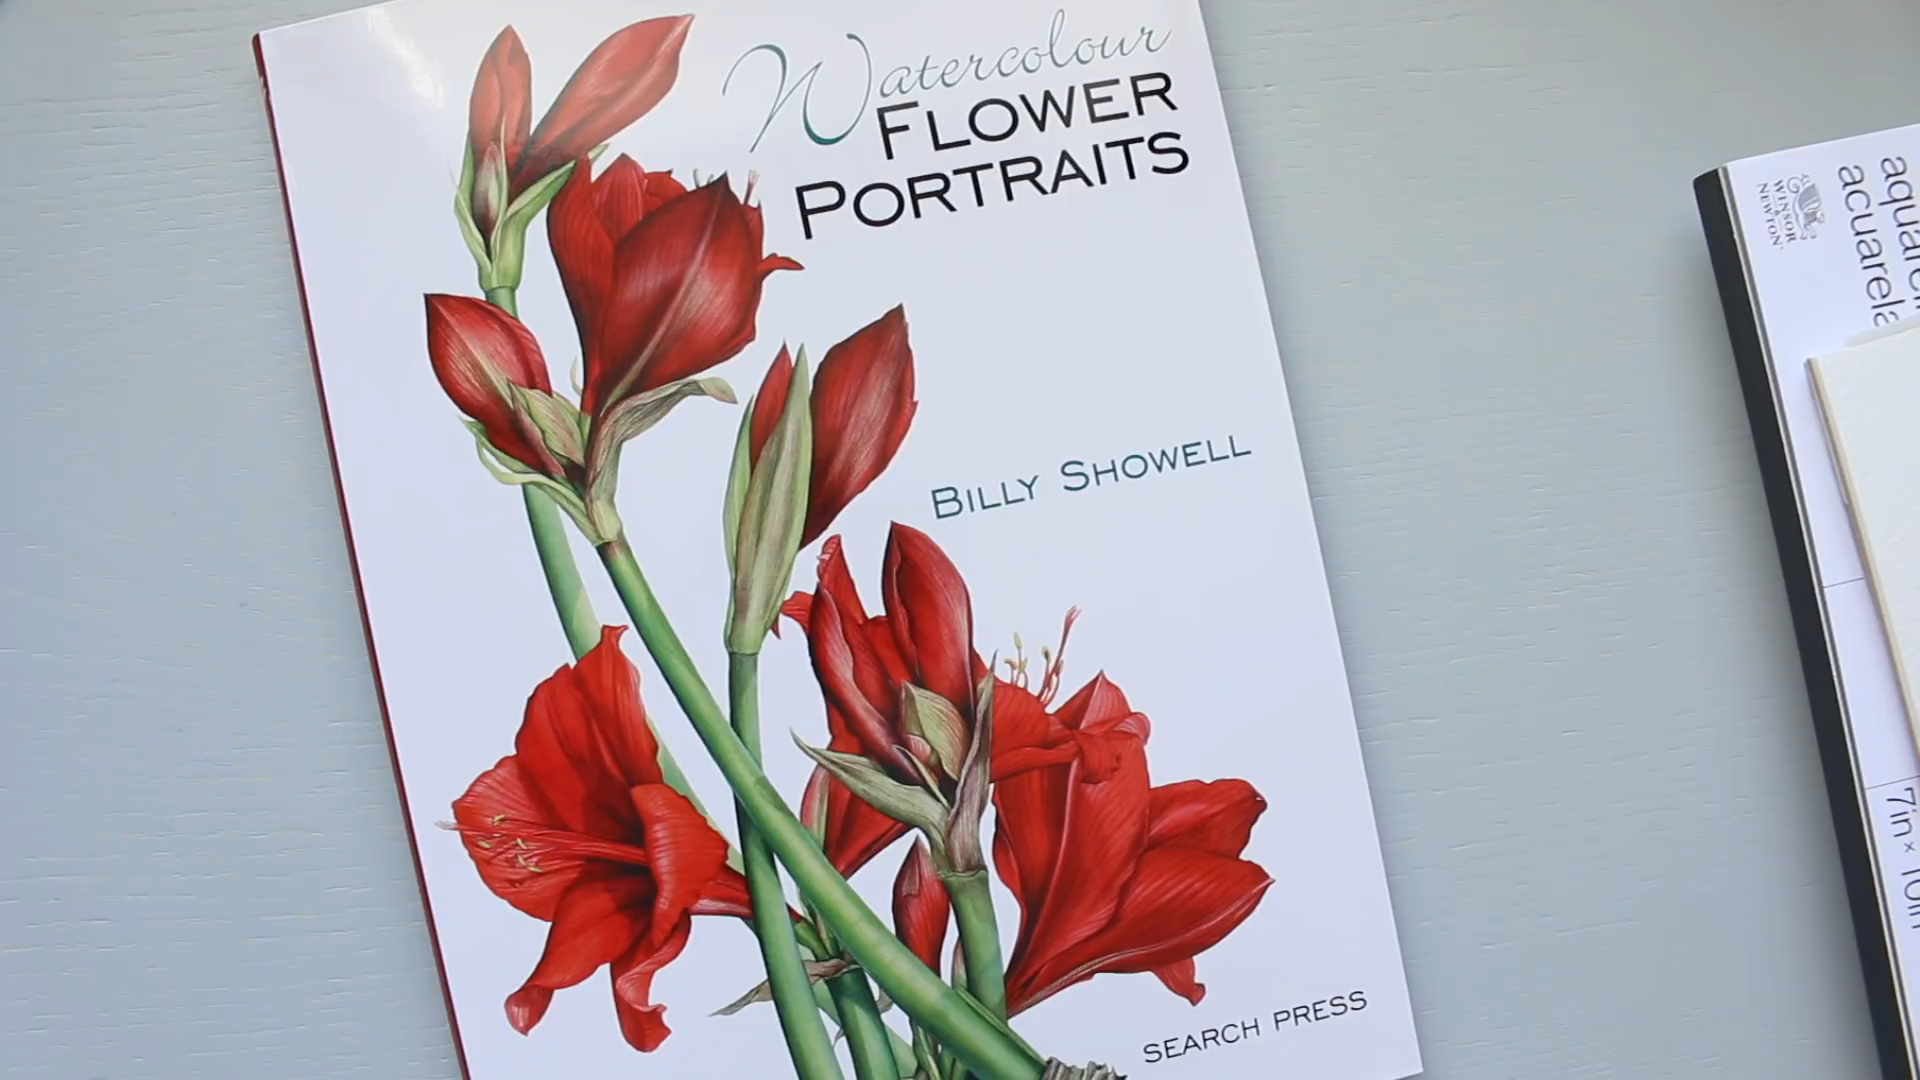 Watercolour
FLOWER
PORTRAITS
BILLY SHOWELL
SEARCH PRESS
WINSOR
&
NEWTON
acuarela
7in x 10in